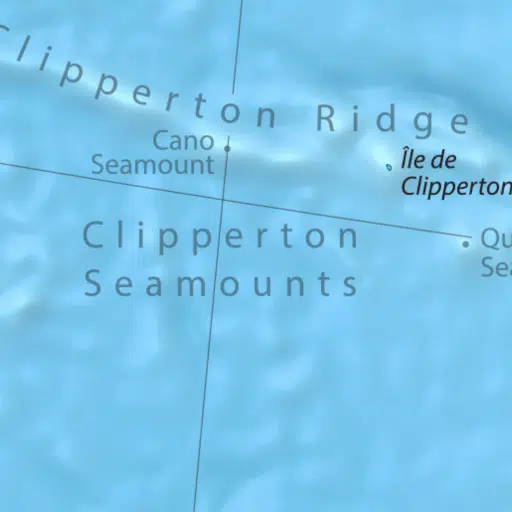 Clipperton Ridge
Cano
Seamount
Île de
Clipperton
Clipperton
Seamounts